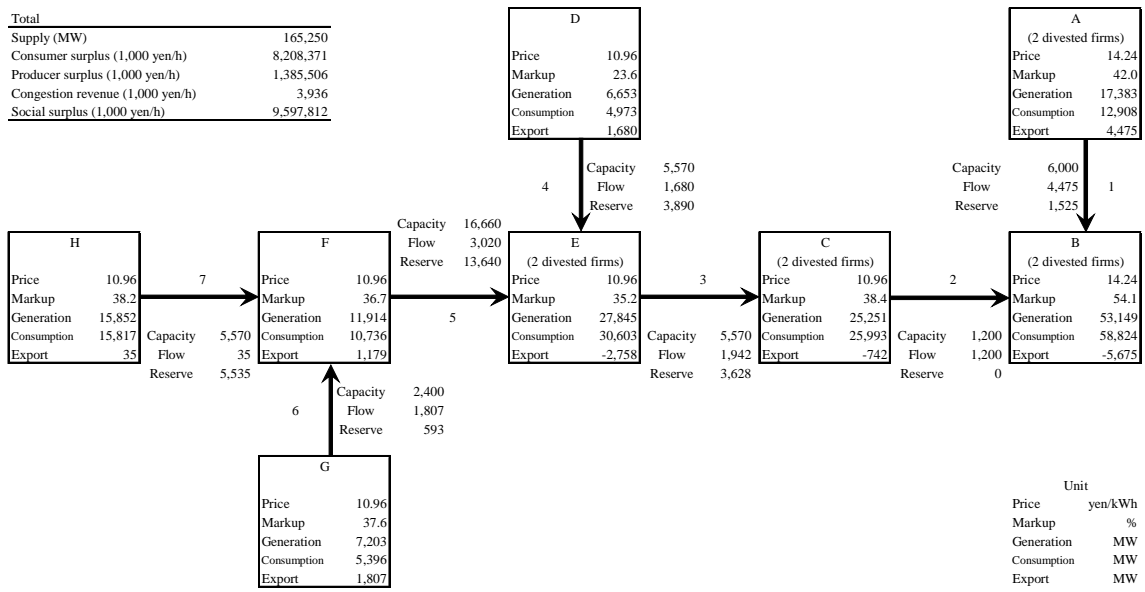 Total
Supply (MW) 165,250
Consumer surplus (1,000 yen/h) 8,208,371
Producer surplus (1,000 yen/h) 1,385,506
Congestion revenue (1,000 yen/h) 3,936
Social surplus (1,000 yen/h) 9,597,812
D
Price 10.96
Markup 23.6
Generation 6,653
Consumption 4,973
Export 1,680
A
(2 divested firms)
Price 14.24
Markup 42.0
Generation 17,383
Consumption 12,908
Export 4,475
4
Capacity 5,570
Flow 1,680
Reserve 3,890
Capacity 6,000
Flow 4,475
Reserve 1,525
1
H
Price 10.96
Markup 38.2
Generation 15,852
Consumption 15,817
Export 35
7
Capacity 5,570
Flow 35
Reserve 5,535
F
Price 10.96
Markup 36.7
Generation 11,914
Consumption 10,736
Export 1,179
Capacity 16,660
Flow 3,020
Reserve 13,640
5
E
(2 divested firms)
Price 10.96
Markup 35.2
Generation 27,845
Consumption 30,603
Export -2,758
3
Capacity 5,570
Flow 1,942
Reserve 3,628
C
(2 divested firms)
Price 10.96
Markup 38.4
Generation 25,251
Consumption 25,993
Export -742
2
Capacity 1,200
Flow 1,200
Reserve 0
B
(2 divested firms)
Price 14.24
Markup 54.1
Generation 53,149
Consumption 58,824
Export -5,675
6
Capacity 2,400
Flow 1,807
Reserve 593
G
Price 10.96
Markup 37.6
Generation 7,203
Consumption 5,396
Export 1,807
Unit
Price yen/kWh
Markup %
Generation MW
Consumption MW
Export MW